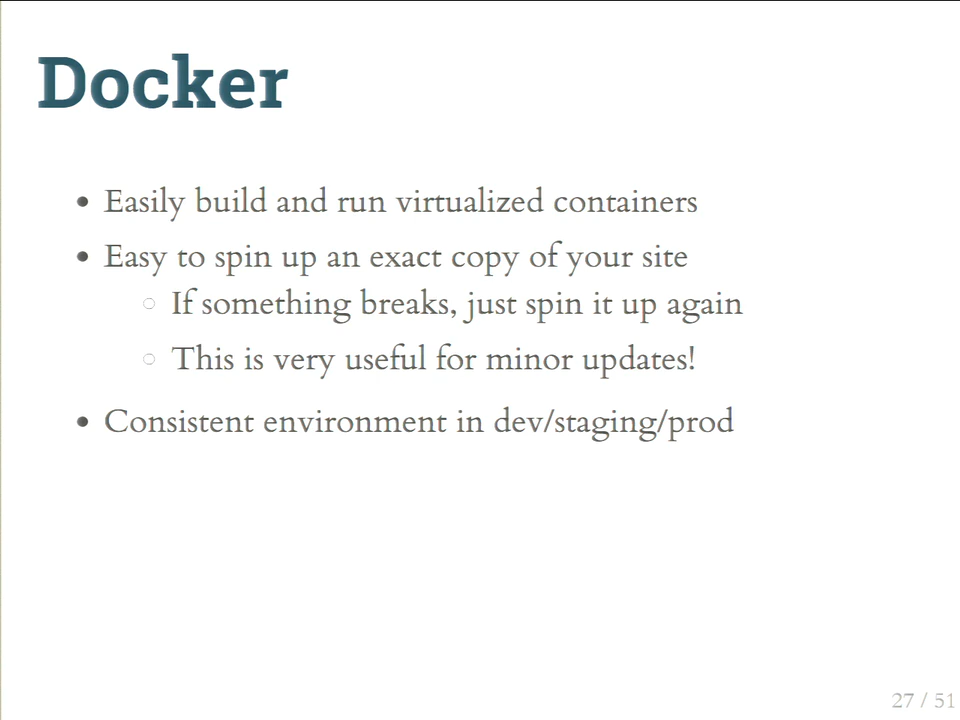 Docker
Easily build and run virtualized containers
Easy to spin up an exact copy of your site
If something breaks, just spin it up again
This is very useful for minor updates!
Consistent environment in dev/staging/prod
27 / 51